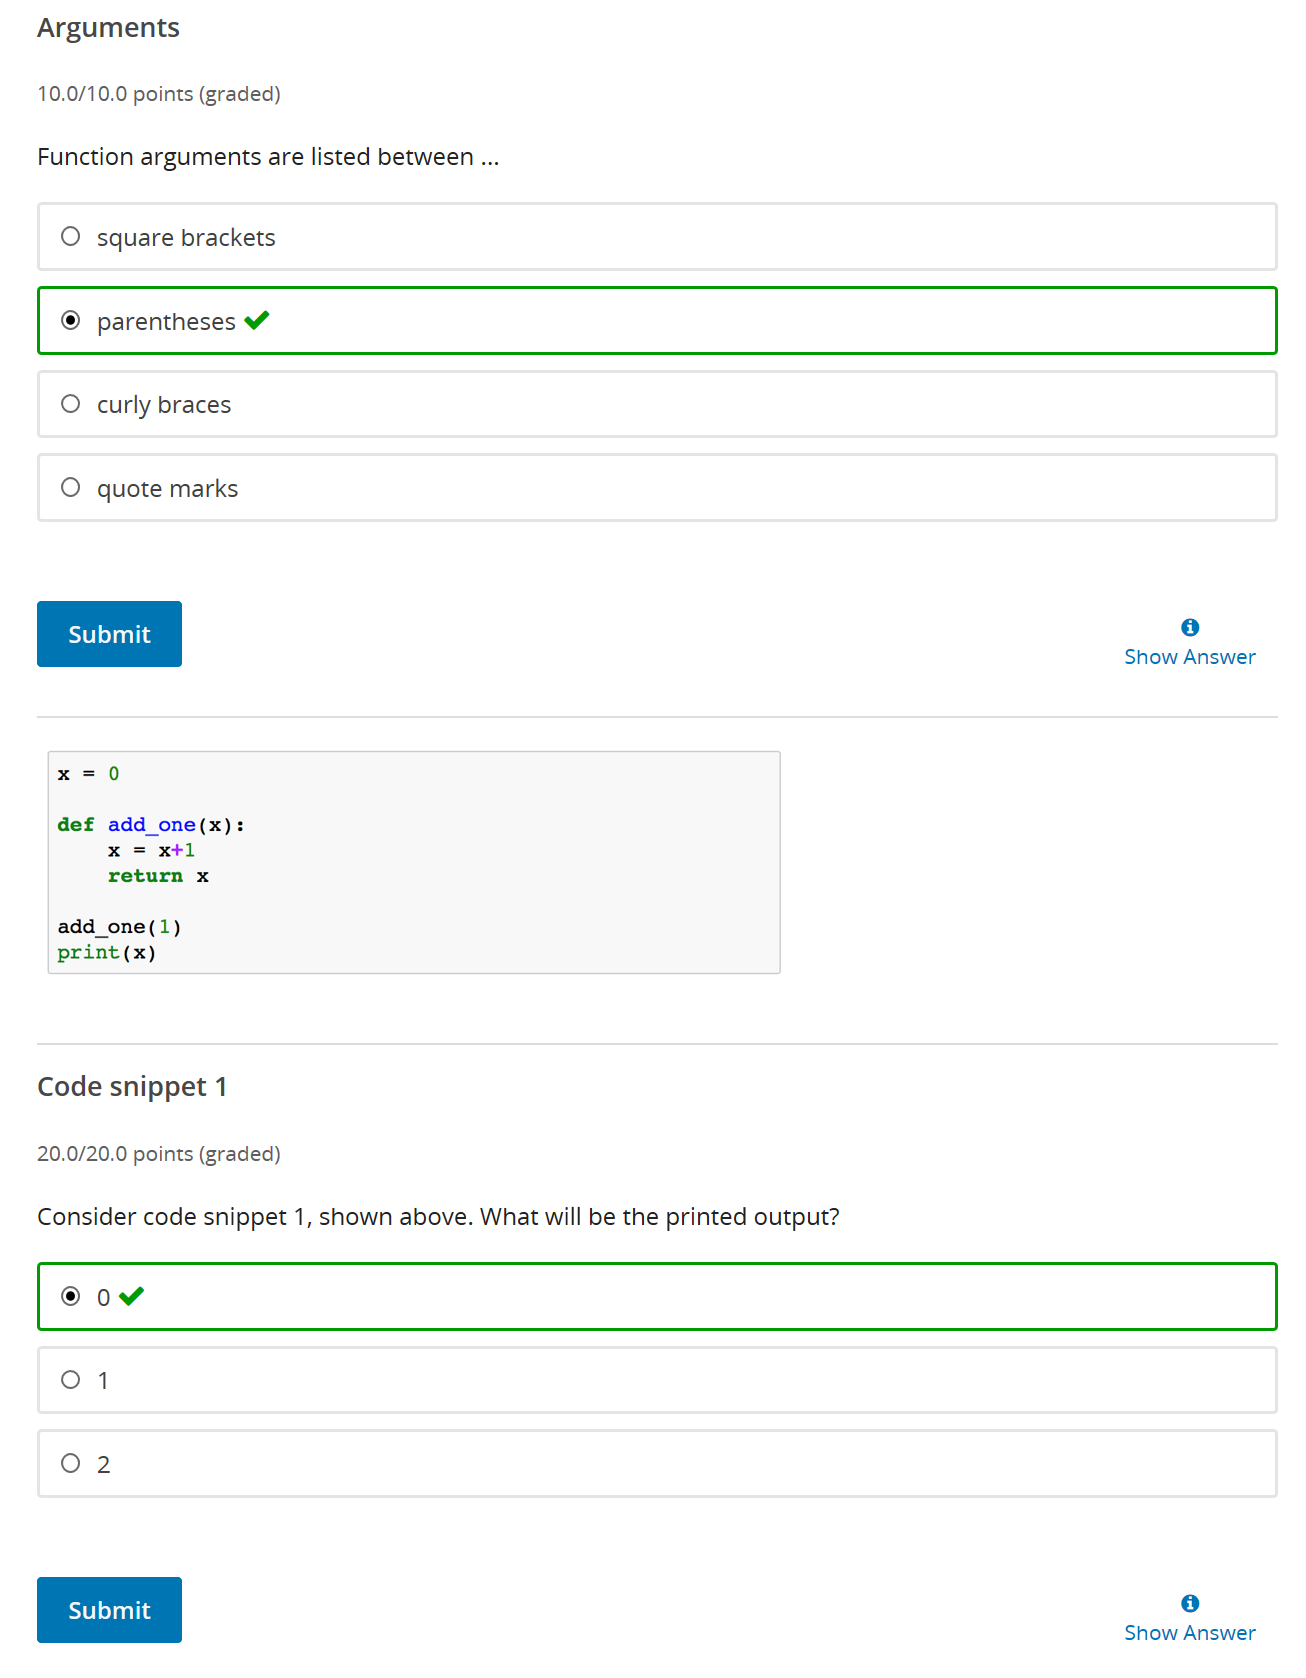 Arguments
10.0/10.0 points (graded)
Function arguments are listed between ...
square brackets
parentheses
curly braces
quote marks
Submit
Show Answer
x = 0
def add_one(x):
    x = x+1
    return x
add_one(1)
print(x)
Code snippet 1
20.0/20.0 points (graded)
Consider code snippet 1, shown above. What will be the printed output?
0
1
2
Submit
Show Answer